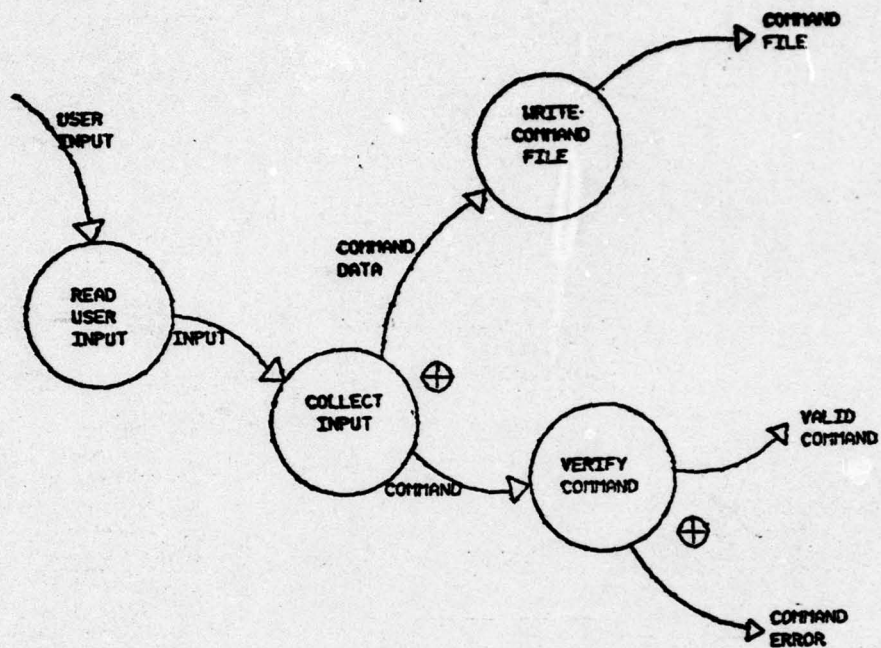 COMMAND
FILE
WRITE-
COMMAND
FILE
USER
INPUT
COMMAND
DATA
READ
USER
INPUT
INPUT
COLLECT
INPUT
VALID
COMMAND
VERIFY
COMMAND
COMMAND
COMMAND
ERROR